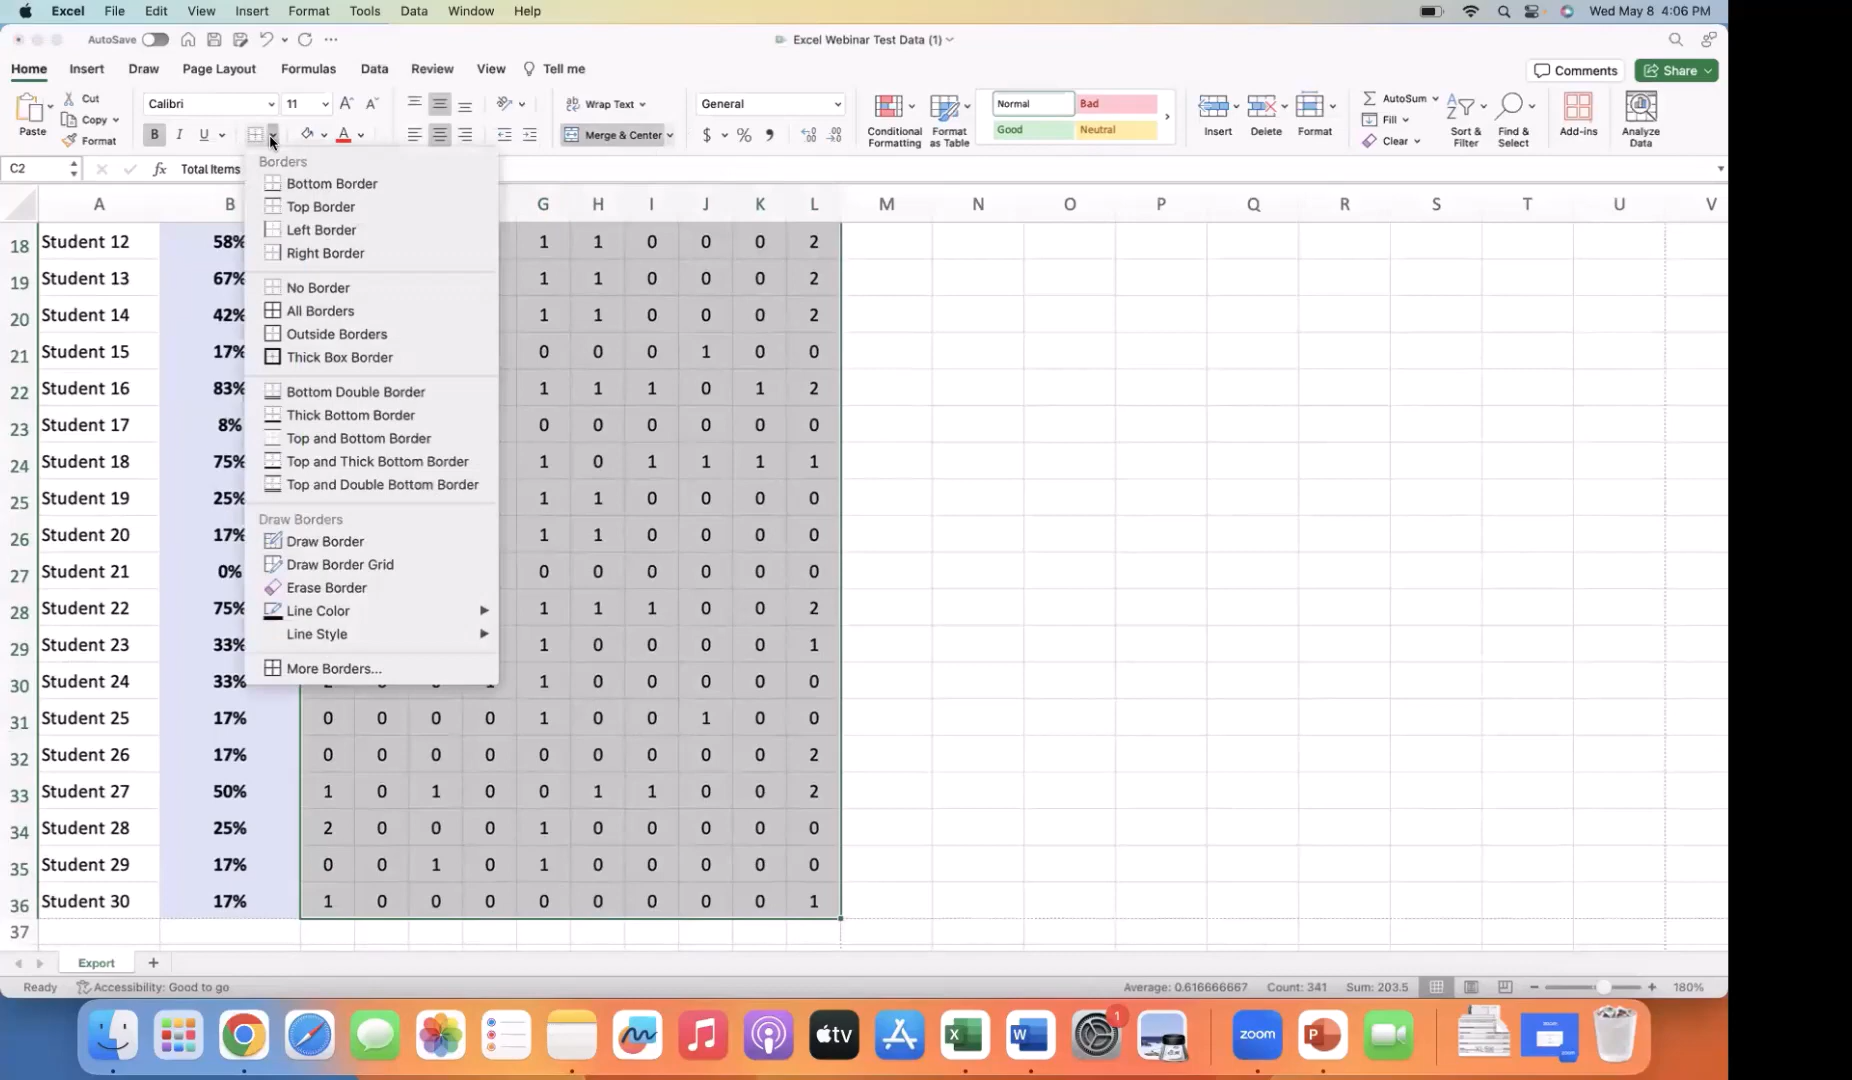 Excel File Edit View Insert Format Tools Data Window Help Wed May 8 4:06 PM
AutoSave Excel Webinar Test Data (1)
Home Insert Draw Page Layout Formulas Data Review View Tell me Comments Share
Paste Cut Copy Format
Calibri 11 Wrap Text General
B I U A Merge & Center $ %
Conditional Formatting Format as Table
Normal Bad Good Neutral
Insert Delete Format
AutoSum Fill Clear
Sort & Filter Find & Select Add-ins Analyze Data
C2 fx Total Items
Borders
Bottom Border
Top Border
Left Border
Right Border
No Border
All Borders
Outside Borders
Thick Box Border
Bottom Double Border
Thick Bottom Border
Top and Bottom Border
Top and Thick Bottom Border
Top and Double Bottom Border
Draw Borders
Draw Border
Draw Border Grid
Erase Border
Line Color
Line Style
More Borders...
A B G H I J K L M N O P Q R S T U V
18 Student 12 58% 1 1 0 0 0 2
19 Student 13 67% 1 1 0 0 0 2
20 Student 14 42% 1 1 0 0 0 2
21 Student 15 17% 0 0 0 1 0 0
22 Student 16 83% 1 1 1 0 1 2
23 Student 17 8% 0 0 0 0 0 0
24 Student 18 75% 1 0 1 1 1 1
25 Student 19 25% 1 1 0 0 0 0
26 Student 20 17% 1 1 0 0 0 0
27 Student 21 0% 0 0 0 0 0 0
28 Student 22 75% 1 1 1 0 0 2
29 Student 23 33% 1 0 0 0 0 1
30 Student 24 33% 1 0 0 0 0 0
31 Student 25 17% 0 0 0 0 1 0 0 1 0 0
32 Student 26 17% 0 0 0 0 0 0 0 0 0 2
33 Student 27 50% 1 0 1 0 0 1 1 0 0 2
34 Student 28 25% 2 0 0 0 1 0 0 0 0 0
35 Student 29 17% 0 0 1 0 1 0 0 0 0 0
36 Student 30 17% 1 0 0 0 0 0 0 0 0 1
37
Export
Ready Accessibility: Good to go Average: 0.616666667 Count: 341 Sum: 203.5 180%
tv X W 1 zoom P